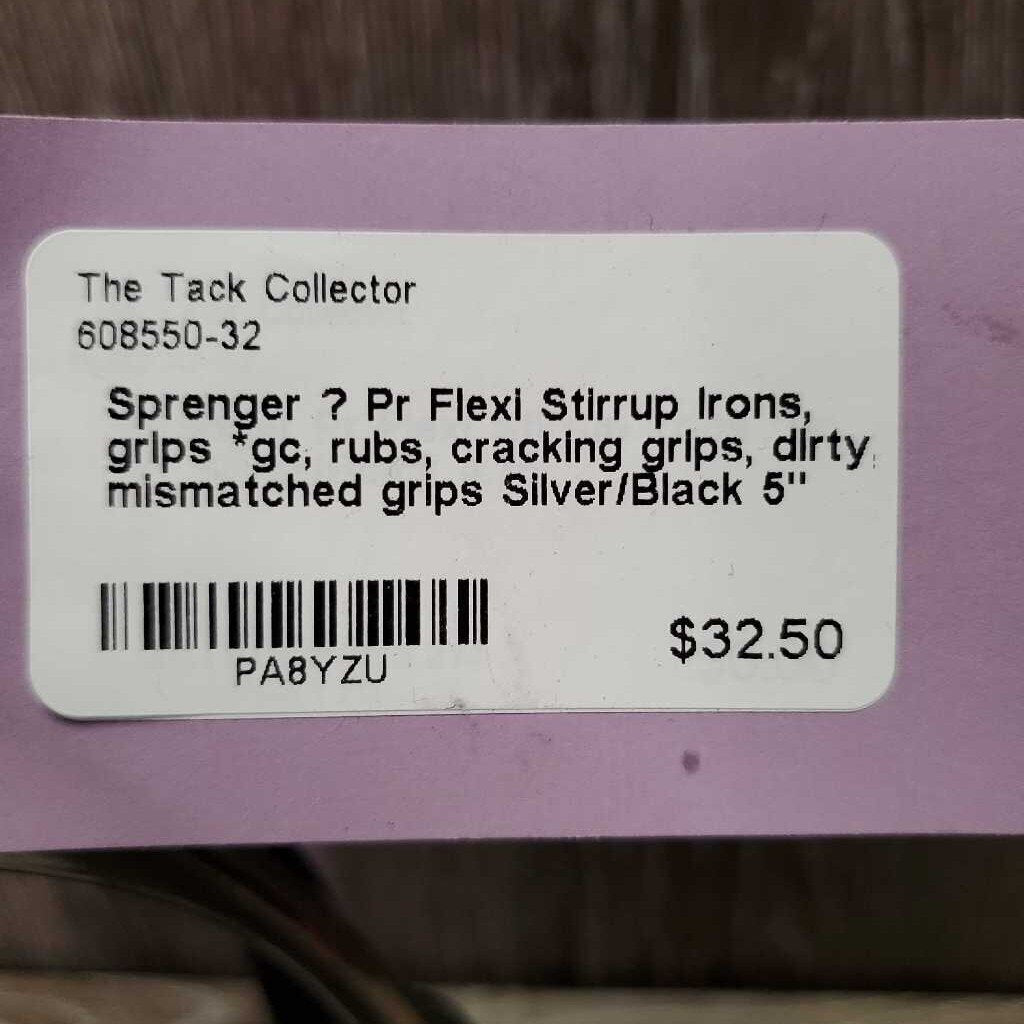 The Tack Collector
608550-32
Sprenger ? Pr Flexi Stirrup Irons,
grips *gc, rubs, cracking grips, dirty,
mismatched grips Silver/Black 5"
PA8YZU
$32.50